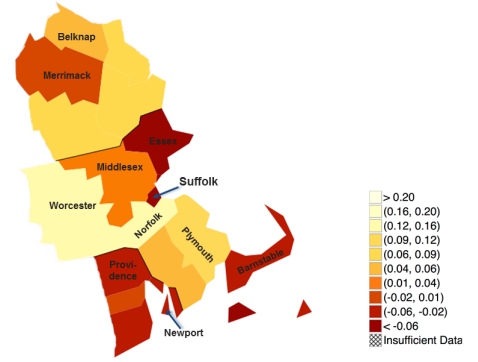 Belknap
Merrimack
Essex
Middlesex
Suffolk
Worcester
Norfolk
Plymouth
Barnstable
Provi-
dence
Newport
> 0.20
(0.16, 0.20)
(0.12, 0.16)
(0.09, 0.12)
(0.06, 0.09)
(0.04, 0.06)
(0.01, 0.04)
(-0.02, 0.01)
(-0.06, -0.02)
< -0.06
Insufficient Data